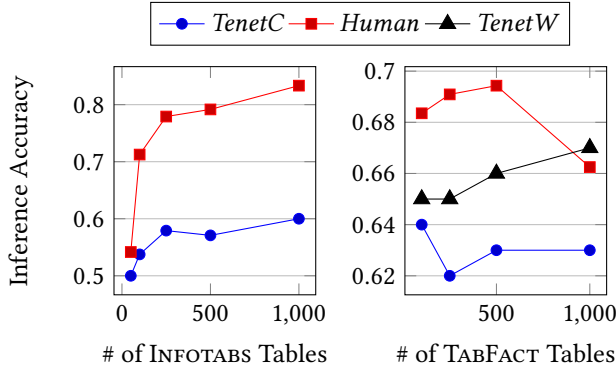 TenetC Human TenetW
Inference Accuracy
0.8
0.7
0.6
0.5
0 500 1,000
# of INFOTABS Tables
0.7
0.68
0.66
0.64
0.62
500 1,000
# of TABFACT Tables